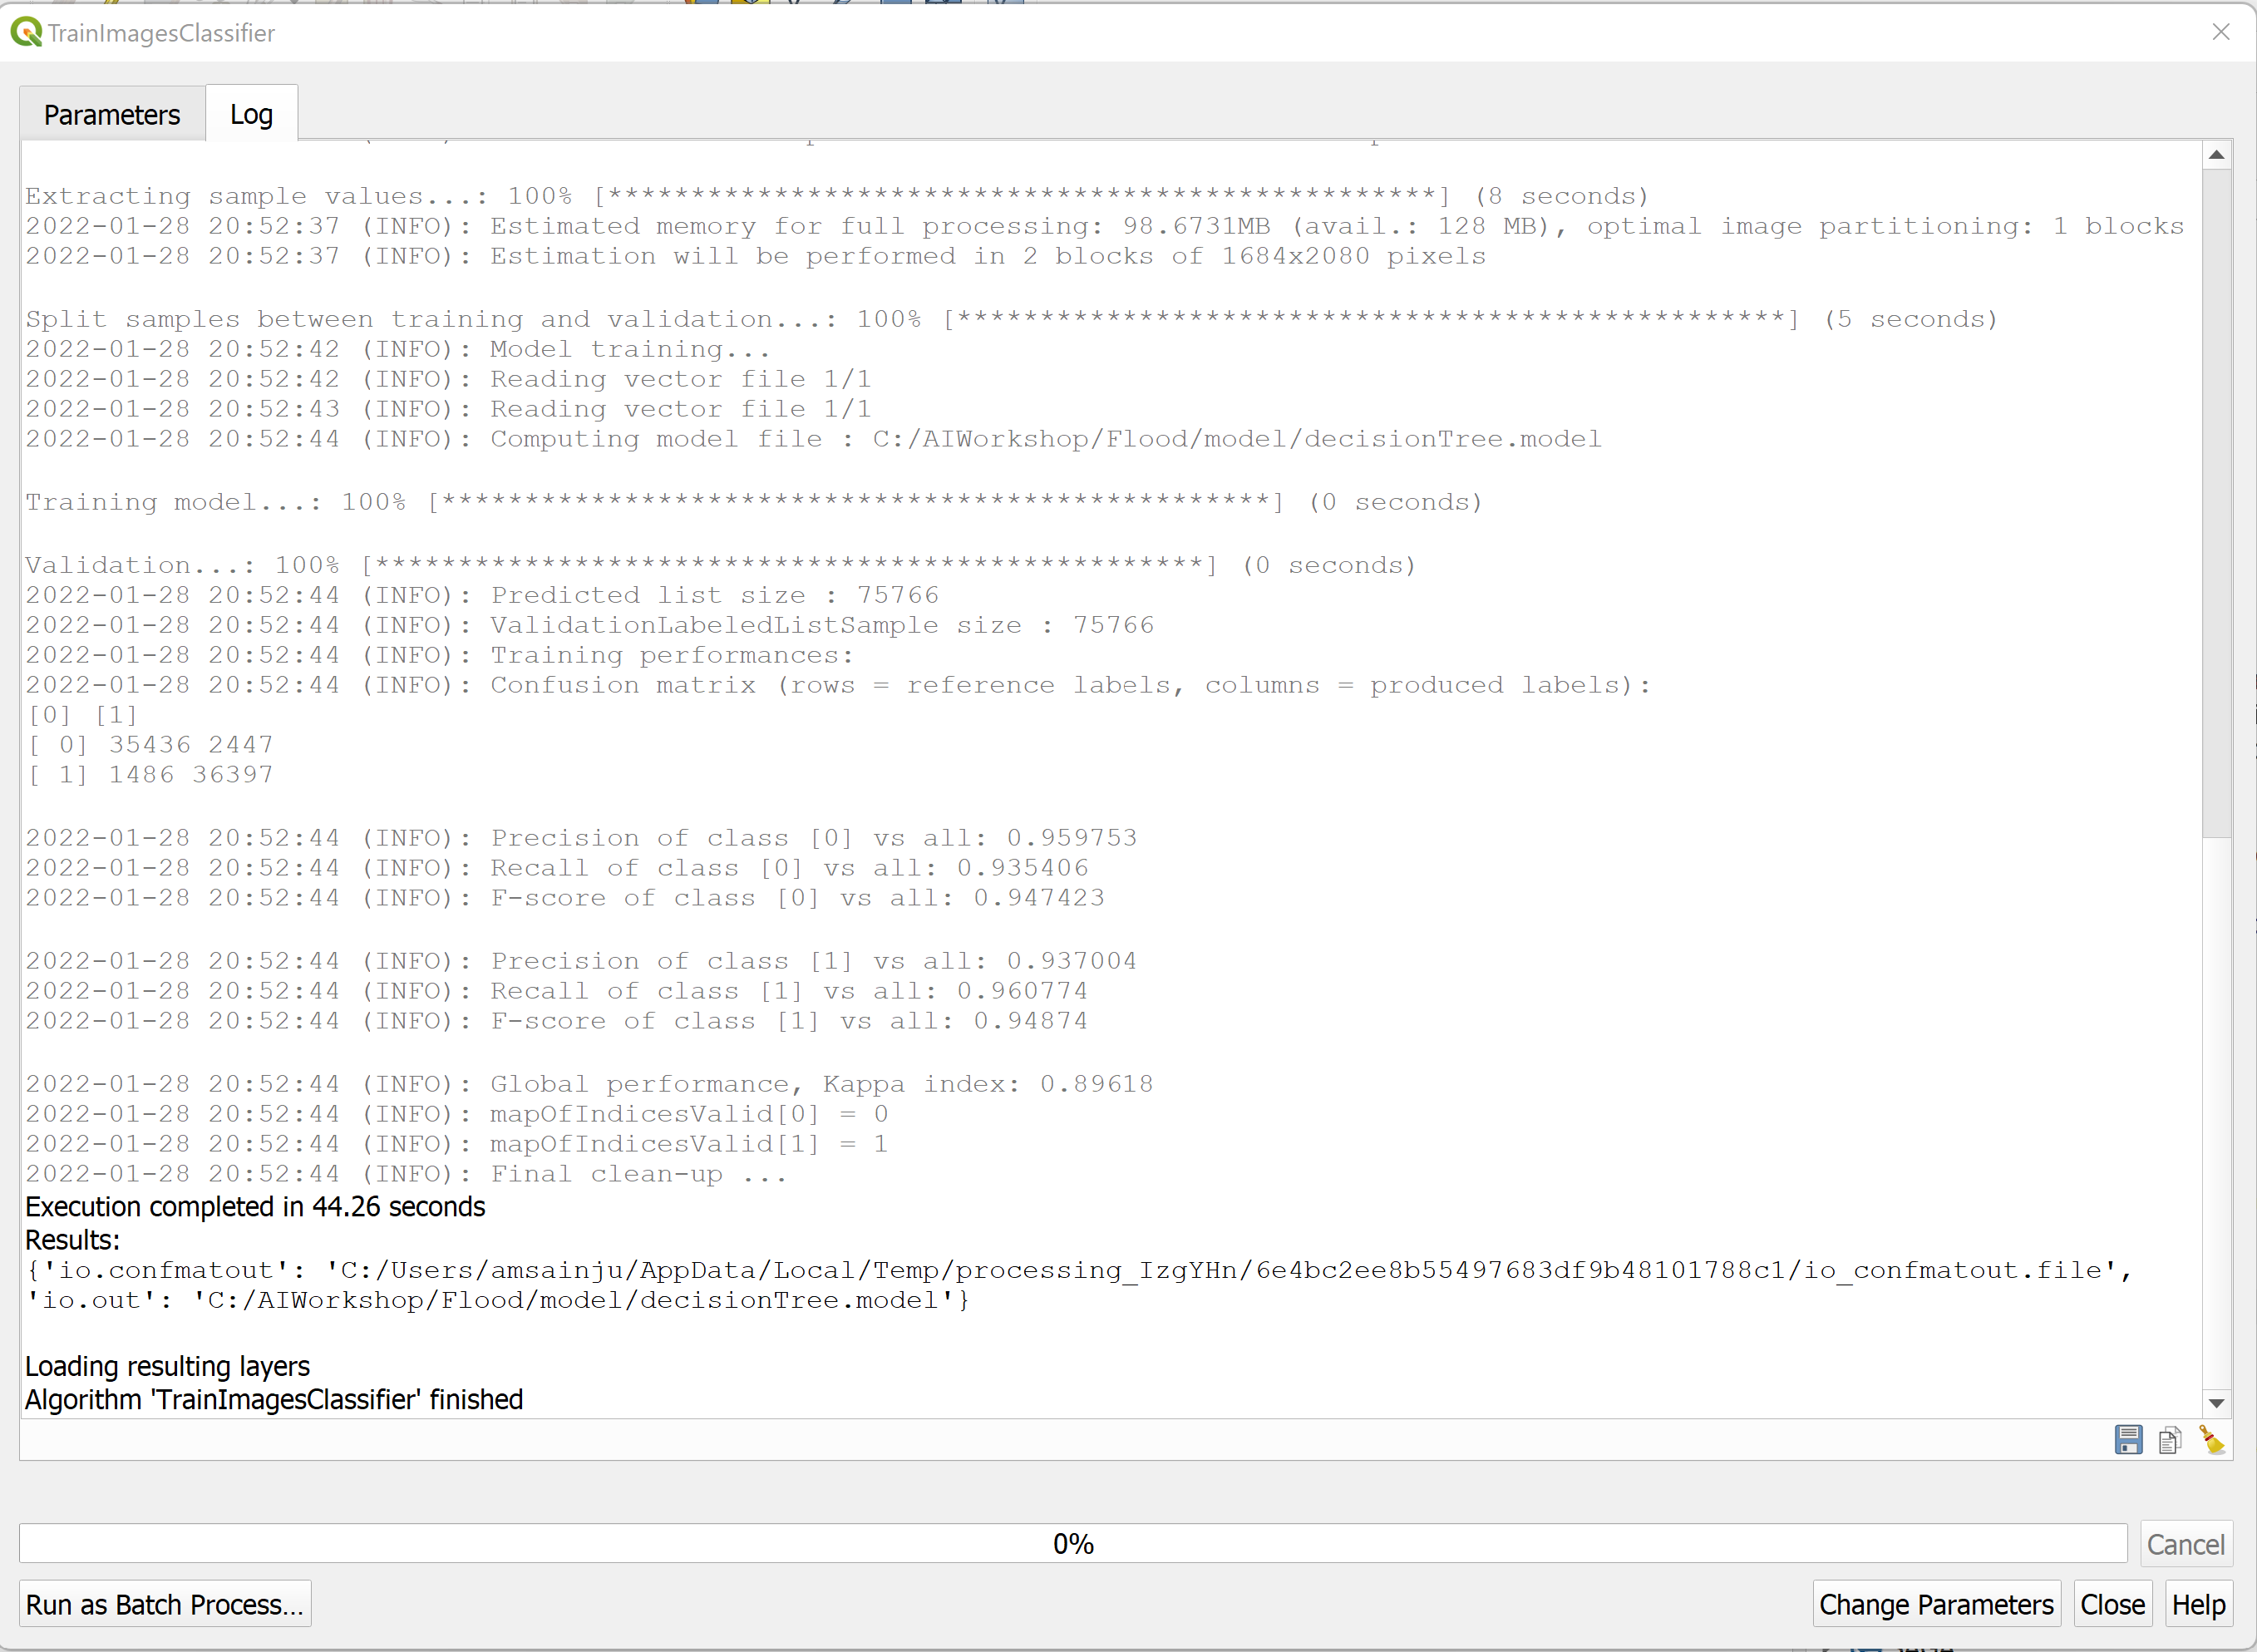 TrainImagesClassifier
Parameters
Log
Extracting sample values...: 100% [**************************************************] (8 seconds)
2022-01-28 20:52:37 (INFO): Estimated memory for full processing: 98.6731MB (avail.: 128 MB), optimal image partitioning: 1 blocks
2022-01-28 20:52:37 (INFO): Estimation will be performed in 2 blocks of 1684x2080 pixels
Split samples between training and validation...: 100% [**************************************************] (5 seconds)
2022-01-28 20:52:42 (INFO): Model training...
2022-01-28 20:52:42 (INFO): Reading vector file 1/1
2022-01-28 20:52:43 (INFO): Reading vector file 1/1
2022-01-28 20:52:44 (INFO): Computing model file : C:/AIWorkshop/Flood/model/decisionTree.model
Training model...: 100% [**************************************************] (0 seconds)
Validation...: 100% [**************************************************] (0 seconds)
2022-01-28 20:52:44 (INFO): Predicted list size : 75766
2022-01-28 20:52:44 (INFO): ValidationLabeledListSample size : 75766
2022-01-28 20:52:44 (INFO): Training performances:
2022-01-28 20:52:44 (INFO): Confusion matrix (rows = reference labels, columns = produced labels):
[0] [1]
[ 0] 35436 2447
[ 1] 1486 36397
2022-01-28 20:52:44 (INFO): Precision of class [0] vs all: 0.959753
2022-01-28 20:52:44 (INFO): Recall of class [0] vs all: 0.935406
2022-01-28 20:52:44 (INFO): F-score of class [0] vs all: 0.947423
2022-01-28 20:52:44 (INFO): Precision of class [1] vs all: 0.937004
2022-01-28 20:52:44 (INFO): Recall of class [1] vs all: 0.960774
2022-01-28 20:52:44 (INFO): F-score of class [1] vs all: 0.94874
2022-01-28 20:52:44 (INFO): Global performance, Kappa index: 0.89618
2022-01-28 20:52:44 (INFO): mapOfIndicesValid[0] = 0
2022-01-28 20:52:44 (INFO): mapOfIndicesValid[1] = 1
2022-01-28 20:52:44 (INFO): Final clean-up ...
Execution completed in 44.26 seconds
Results:
{'io.confmatout': 'C:/Users/amsainju/AppData/Local/Temp/processing_IzgYHn/6e4bc2ee8b55497683df9b48101788c1/io_confmatout.file',
'io.out': 'C:/AIWorkshop/Flood/model/decisionTree.model'}
Loading resulting layers
Algorithm 'TrainImagesClassifier' finished
0%
Cancel
Run as Batch Process...
Change Parameters
Close
Help